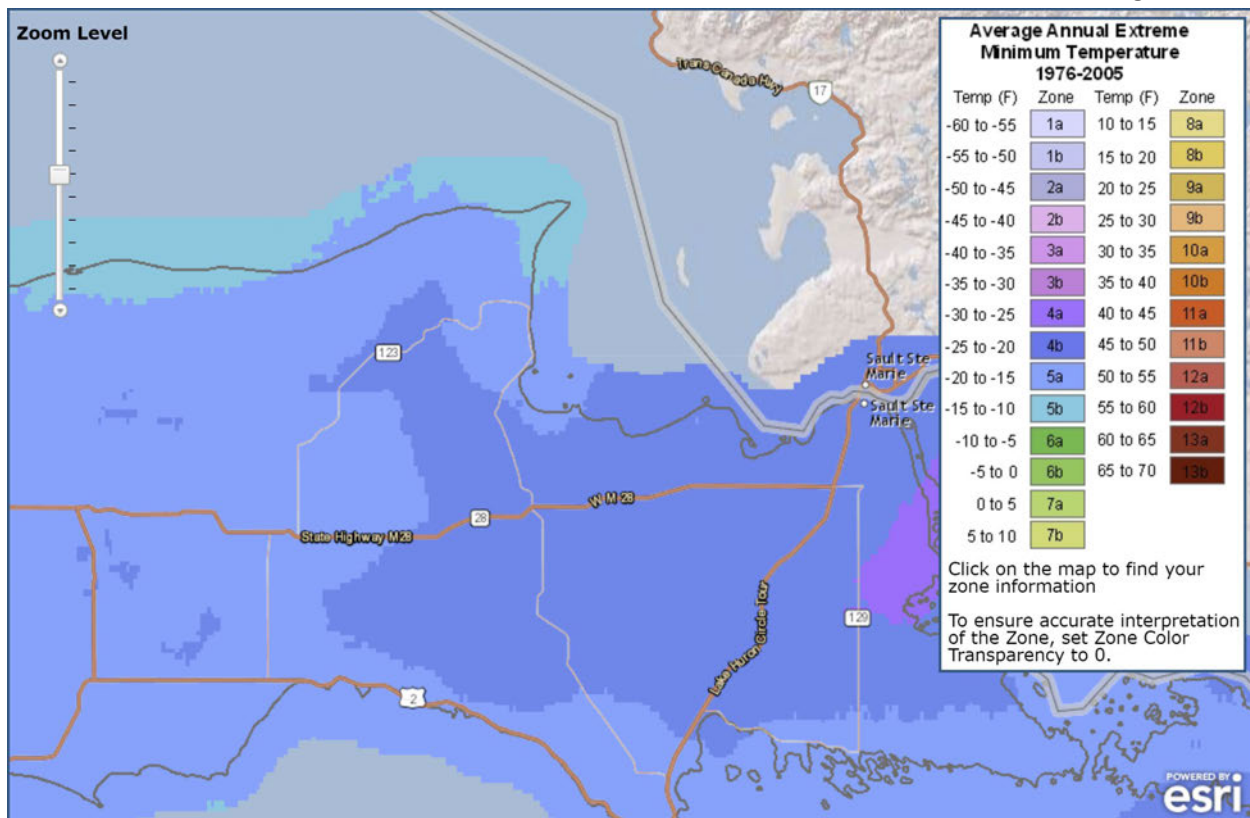 Zoom Level
Trans Canada Hwy
17
123
Sault Ste
Marie
Sault Ste
Marie
W M 28
28
State Highway M28
129
Lake Huron Circle Tour
2
Average Annual Extreme
Minimum Temperature
1976-2005
Temp (F) Zone Temp (F) Zone
-60 to -55 1a 10 to 15 8a
-55 to -50 1b 15 to 20 8b
-50 to -45 2a 20 to 25 9a
-45 to -40 2b 25 to 30 9b
-40 to -35 3a 30 to 35 10a
-35 to -30 3b 35 to 40 10b
-30 to -25 4a 40 to 45 11a
-25 to -20 4b 45 to 50 11b
-20 to -15 5a 50 to 55 12a
-15 to -10 5b 55 to 60 12b
-10 to -5 6a 60 to 65 13a
-5 to 0 6b 65 to 70 13b
0 to 5 7a
5 to 10 7b
Click on the map to find your
zone information
To ensure accurate interpretation
of the Zone, set Zone Color
Transparency to 0.
POWERED BY
esri